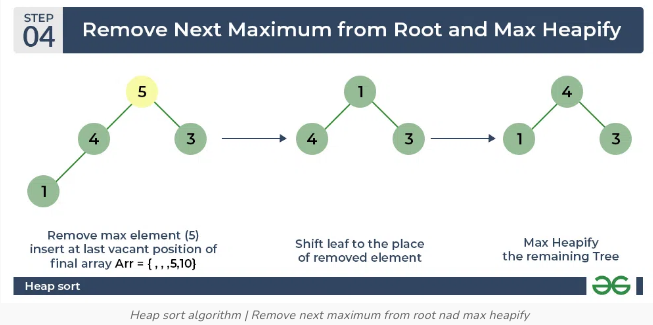 STEP
04
Remove Next Maximum from Root and Max Heapify
5
4
3
1
1
4
3
4
1
3
Remove max element (5)
insert at last vacant position of
final array Arr = { , , ,5,10}
Shift leaf to the place
of removed element
Max Heapify
the remaining Tree
Heap sort
Heap sort algorithm | Remove next maximum from root nad max heapify